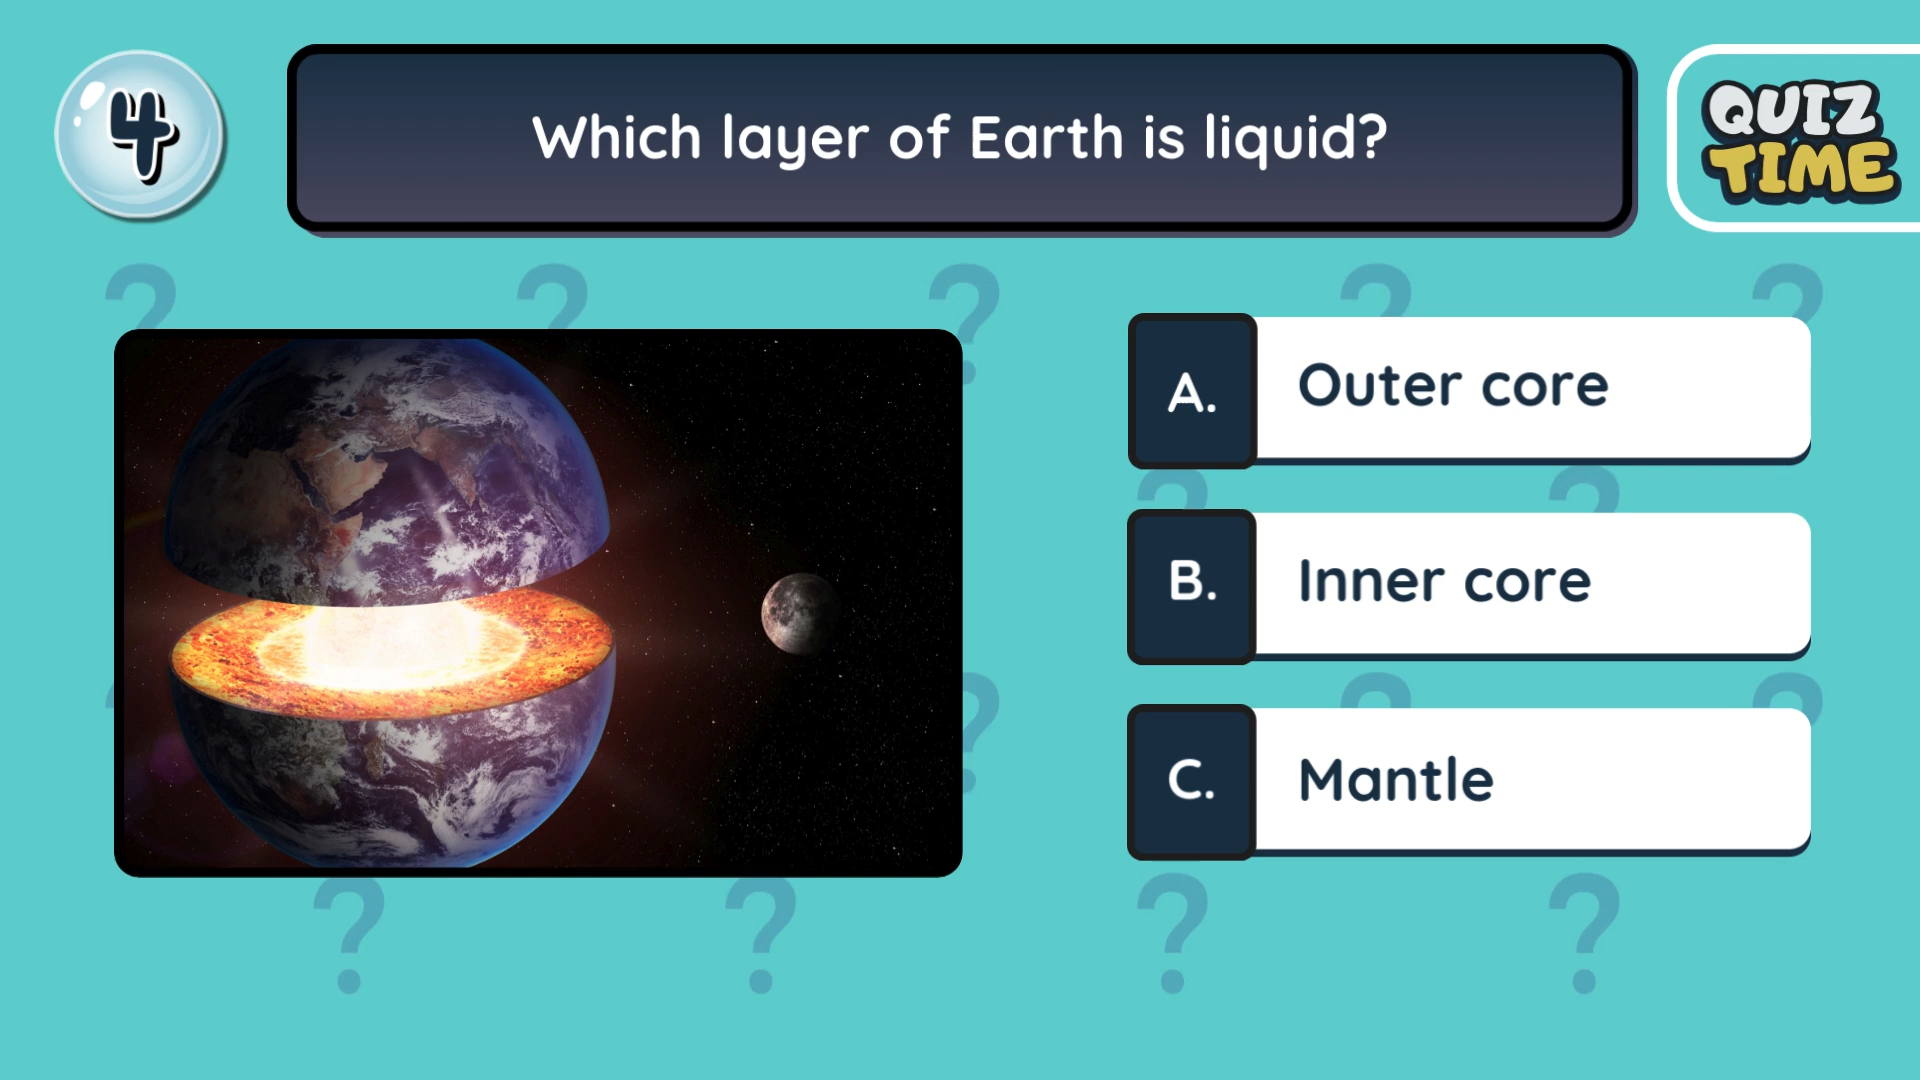 4
Which layer of Earth is liquid?
QUIZ
TIME
A. Outer core
B. Inner core
C. Mantle